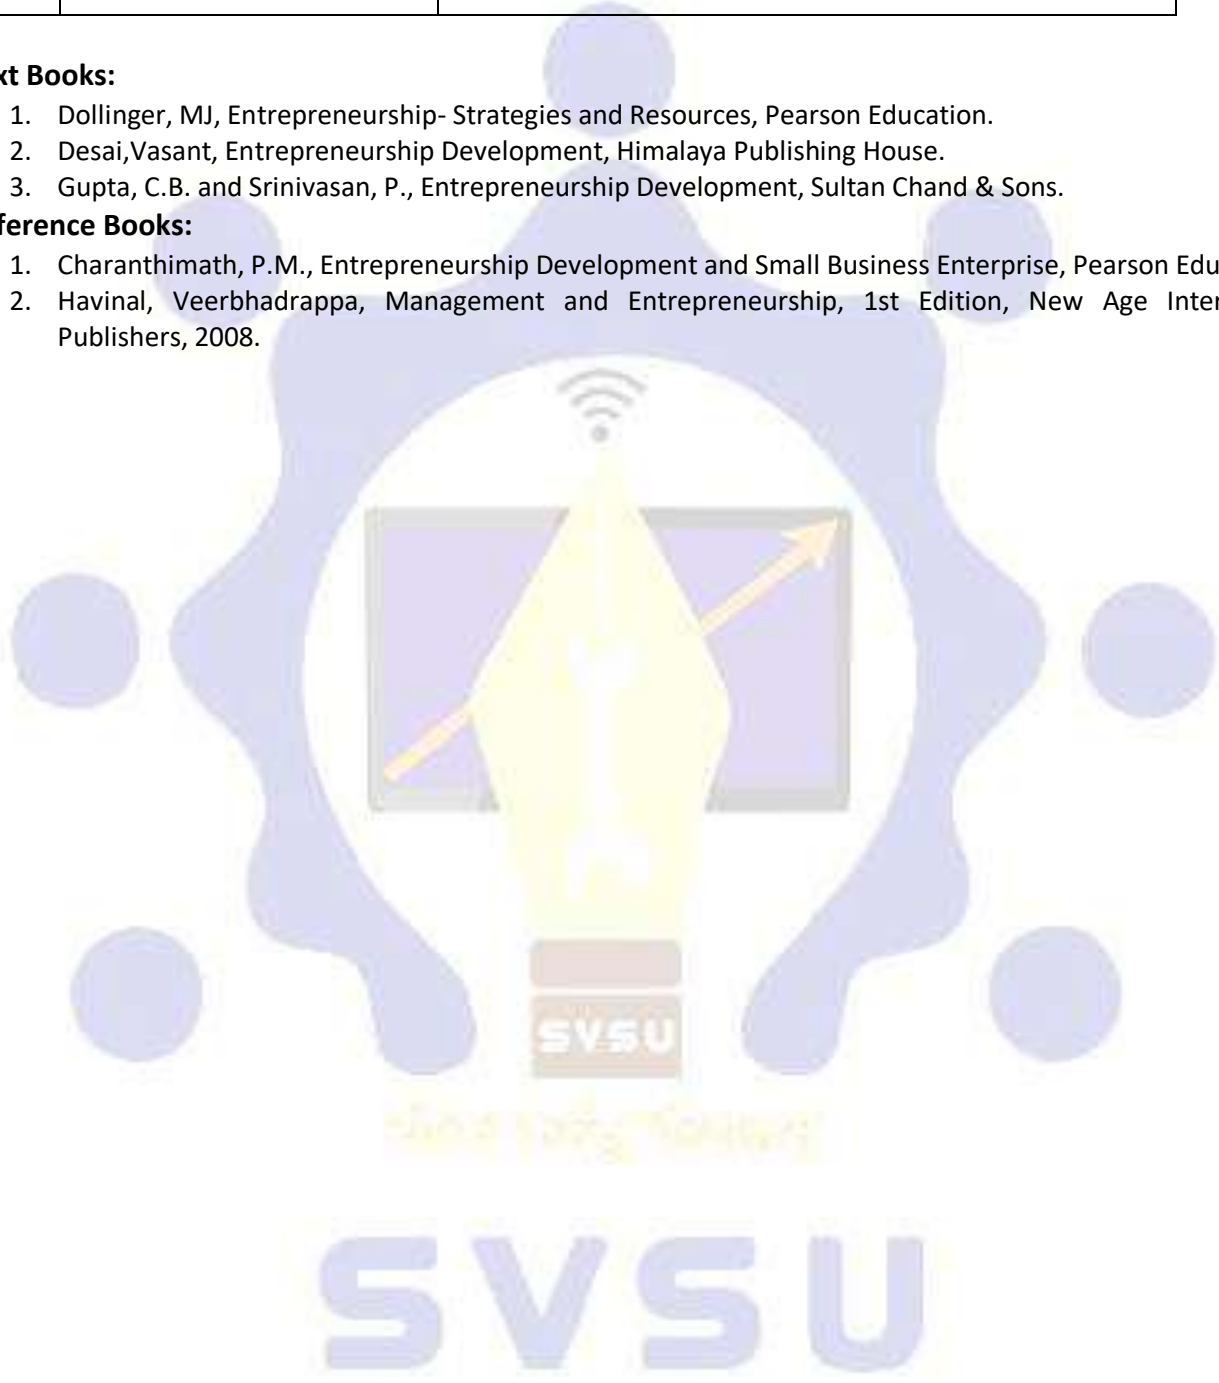 xt Books:
1. Dollinger, MJ, Entrepreneurship- Strategies and Resources, Pearson Education.
2. Desai,Vasant, Entrepreneurship Development, Himalaya Publishing House.
3. Gupta, C.B. and Srinivasan, P., Entrepreneurship Development, Sultan Chand & Sons.
ference Books:
1. Charanthimath, P.M., Entrepreneurship Development and Small Business Enterprise, Pearson Edu
2. Havinal, Veerbhadrappa, Management and Entrepreneurship, 1st Edition, New Age Inter
Publishers, 2008.
SVSU
SVSU